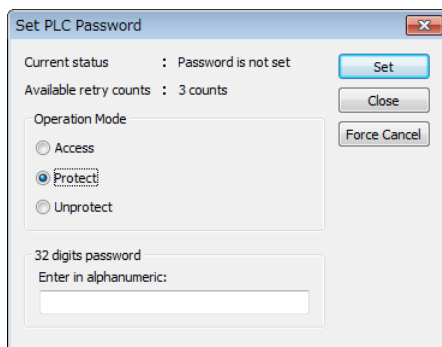 Set PLC Password
Current status : Password is not set
Available retry counts : 3 counts
Operation Mode
Access
Protect
Unprotect
32 digits password
Enter in alphanumeric:
Set
Close
Force Cancel